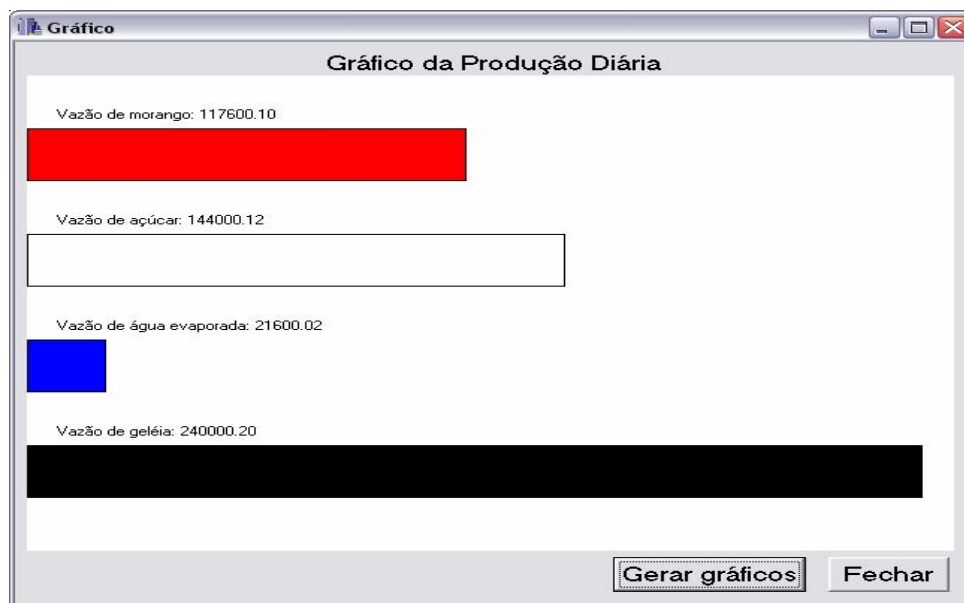 Gráfico
Gráfico da Produção Diária
Vazão de morango: 117600.10
Vazão de açúcar: 144000.12
Vazão de água evaporada: 21600.02
Vazão de geléia: 240000.20
Gerar gráficos
Fechar